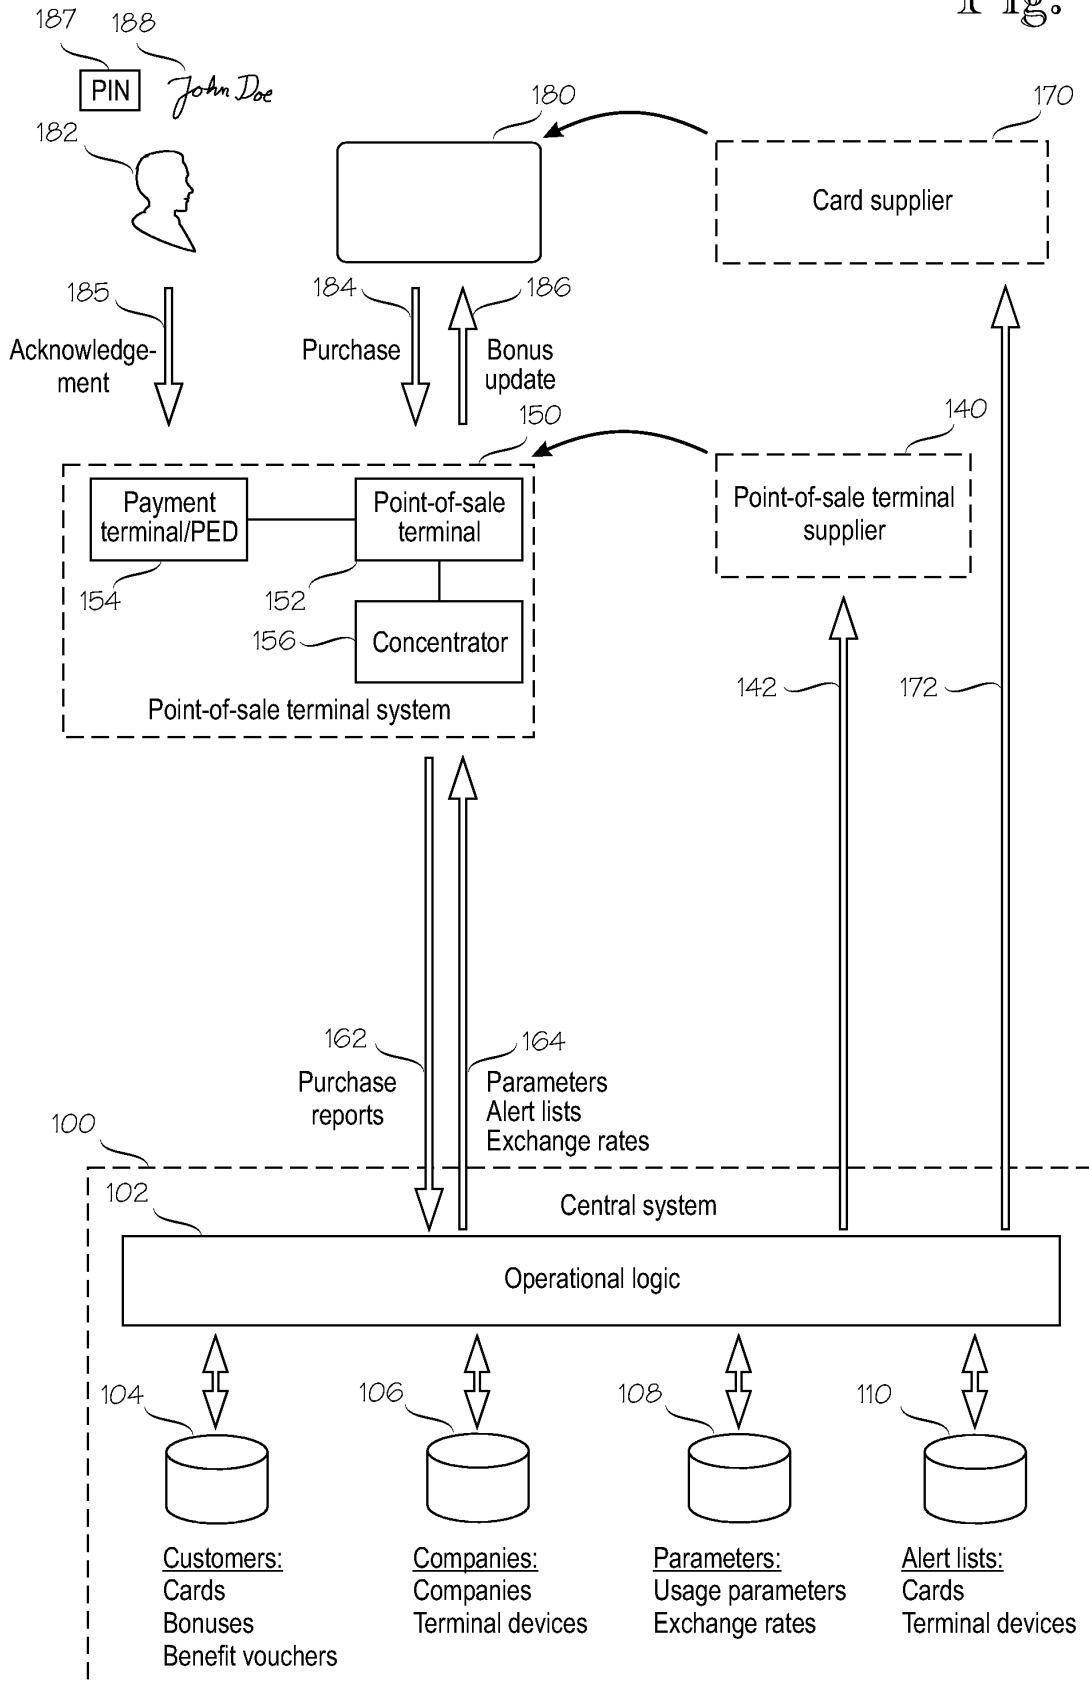 Fig.
187
188
PIN
John Doe
182
180
170
Card supplier
185
184
186
Acknowledge-
ment
Purchase
Bonus
update
150
140
Payment
terminal/PED
Point-of-sale
terminal
Point-of-sale terminal
supplier
154
152
156
Concentrator
Point-of-sale terminal system
142
172
162
164
Purchase
reports
Parameters
Alert lists
Exchange rates
100
102
Central system
Operational logic
104
106
108
110
Customers:
Cards
Bonuses
Benefit vouchers
Companies:
Companies
Terminal devices
Parameters:
Usage parameters
Exchange rates
Alert lists:
Cards
Terminal devices